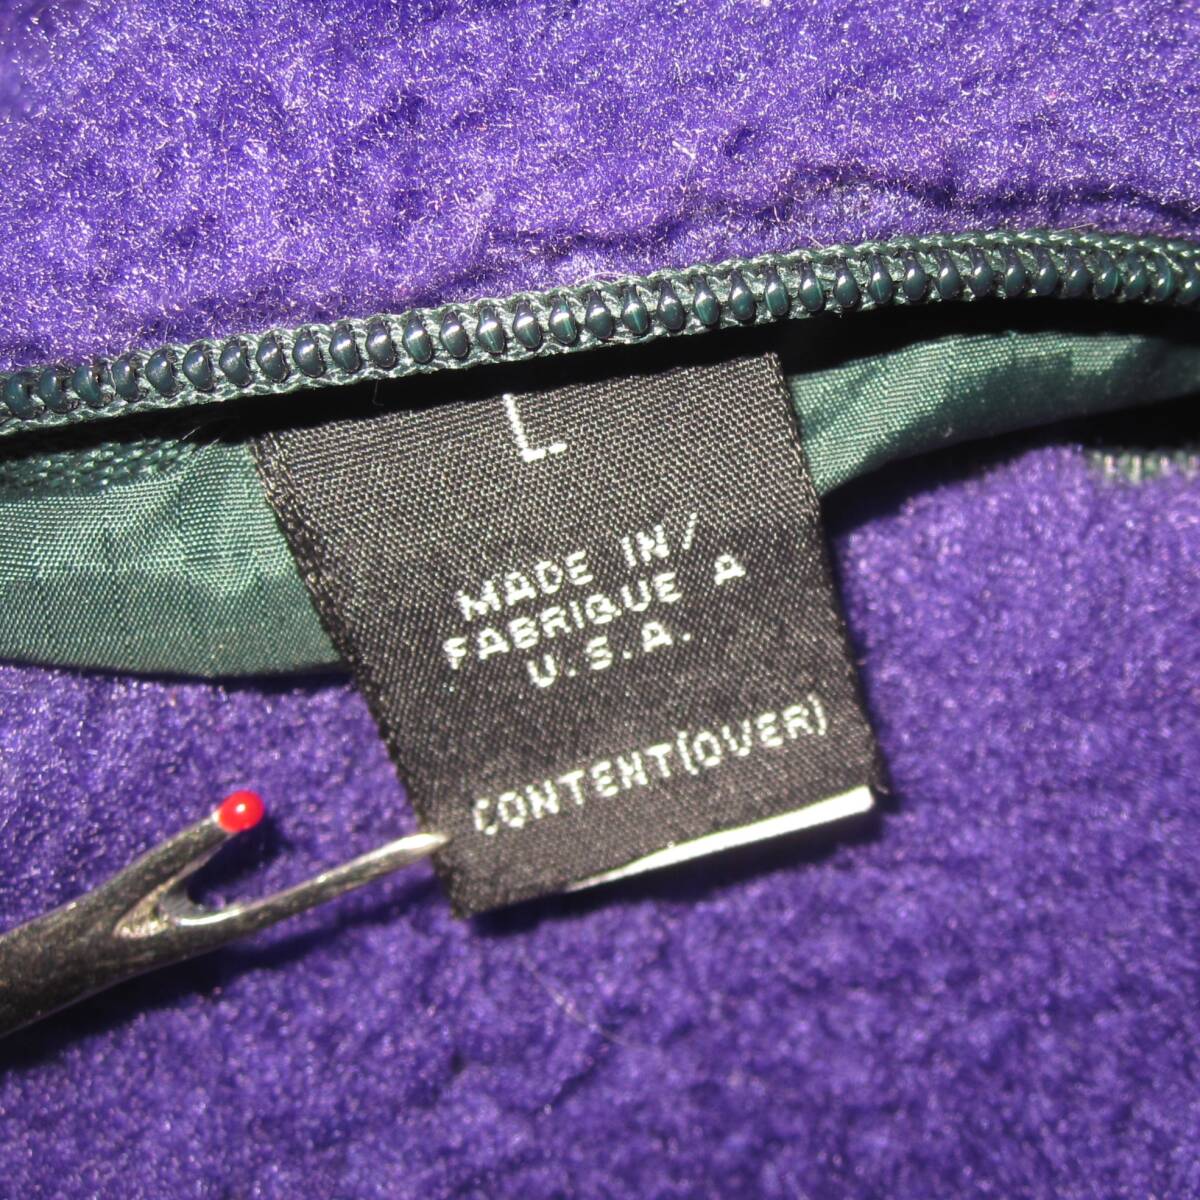 L
MADE IN/
FABRIQUE A
U.S.A.
CONTENT(OVER)